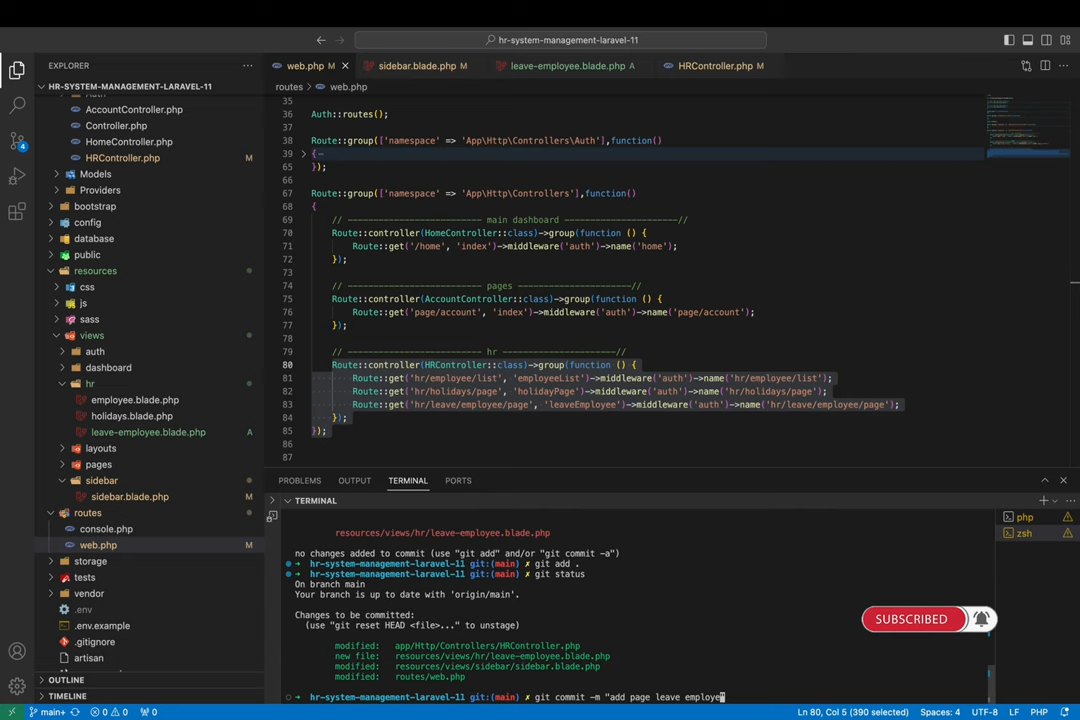 hr-system-management-laravel-11
EXPLORER
web.php M
sidebar.blade.php M
leave-employee.blade.php A
HRController.php M
HR-SYSTEM-MANAGEMENT-LARAVEL-11
AccountController.php
Controller.php
HomeController.php
HRController.php M
Models
Providers
bootstrap
config
database
public
resources
css
js
sass
views
auth
dashboard
hr
employee.blade.php
holidays.blade.php
leave-employee.blade.php A
layouts
pages
sidebar
sidebar.blade.php M
routes
console.php
web.php M
storage
tests
vendor
.env
.env.example
.gitignore
artisan
OUTLINE
TIMELINE
4
routes > web.php
35
36 Auth::routes();
37
38 Route::group(['namespace' => 'App\Http\Controllers\Auth'],function()
39 {
65 });
66
67 Route::group(['namespace' => 'App\Http\Controllers'],function()
68 {
69 // -------------------------- main dashboard ----------------------//
70 Route::controller(HomeController::class)->group(function () {
71 Route::get('/home', 'index')->middleware('auth')->name('home');
72 });
73
74 // -------------------------- pages ----------------------//
75 Route::controller(AccountController::class)->group(function () {
76 Route::get('page/account', 'index')->middleware('auth')->name('page/account');
77 });
78
79 // -------------------------- hr ----------------------//
80 Route::controller(HRController::class)->group(function () {
81 Route::get('hr/employee/list', 'employeeList')->middleware('auth')->name('hr/employee/list');
82 Route::get('hr/holidays/page', 'holidayPage')->middleware('auth')->name('hr/holidays/page');
83 Route::get('hr/leave/employee/page', 'leaveEmployee')->middleware('auth')->name('hr/leave/employee/page');
84 });
85 });
86
87
PROBLEMS OUTPUT TERMINAL PORTS
TERMINAL
php
zsh
resources/views/hr/leave-employee.blade.php
no changes added to commit (use "git add" and/or "git commit -a")
hr-system-management-laravel-11 git:(main) ✗ git add .
hr-system-management-laravel-11 git:(main) ✗ git status
On branch main
Your branch is up to date with 'origin/main'.
Changes to be committed:
(use "git reset HEAD <file>..." to unstage)
modified: app/Http/Controllers/HRController.php
new file: resources/views/hr/leave-employee.blade.php
modified: resources/views/sidebar/sidebar.blade.php
modified: routes/web.php
hr-system-management-laravel-11 git:(main) ✗ git commit -m "add page leave employe
SUBSCRIBED
main+ 0 0 0
Ln 80, Col 5 (390 selected) Spaces: 4 UTF-8 LF PHP